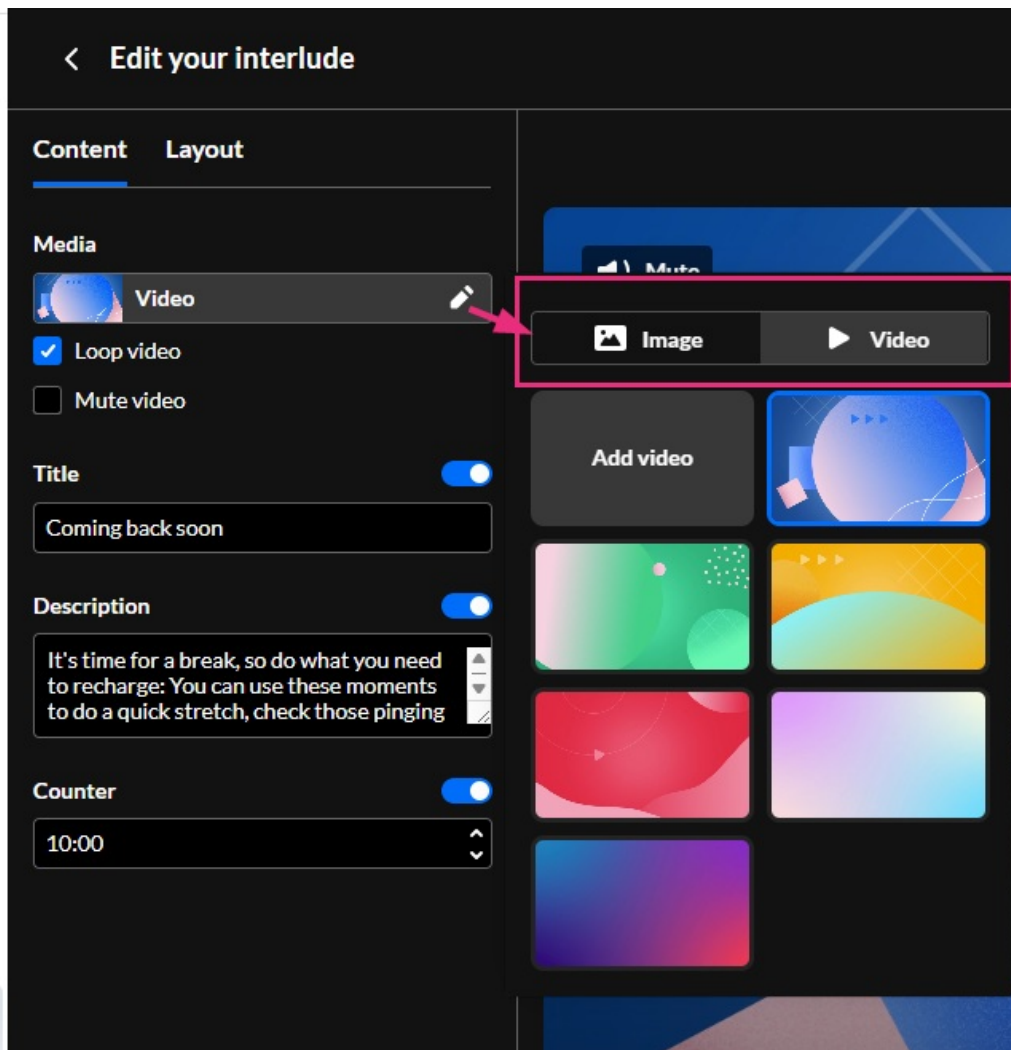 Edit your interlude
Content Layout
Media
Video
Loop video
Mute video
Title
Coming back soon
Description
It's time for a break, so do what you need
to recharge: You can use these moments
to do a quick stretch, check those pinging
Counter
10:00
Mute
Image Video
Add video